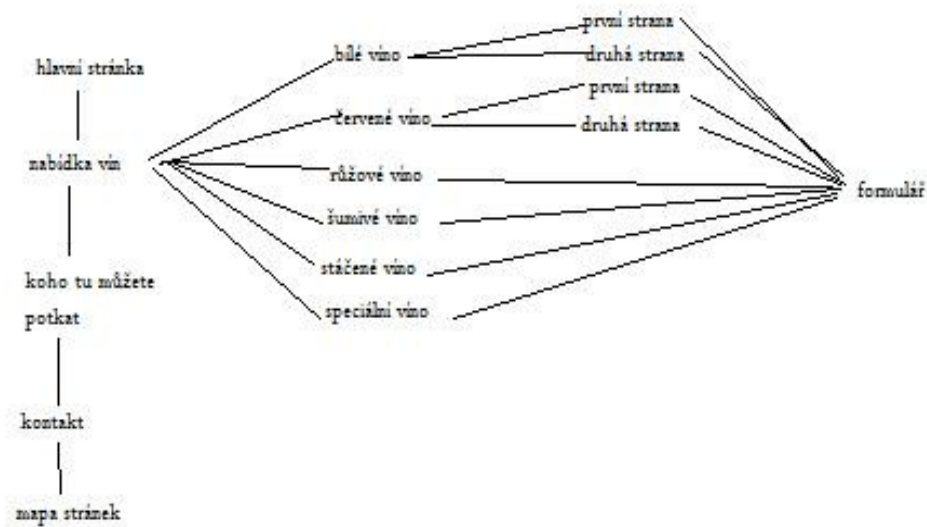 hlavní stránka
nabídka vín
koho tu můžete
potkat
kontakt
mapa stránek
bílé víno
červené víno
růžové víno
šumivé víno
stáčené víno
speciální víno
první strana
druhá strana
první strana
druhá strana
formulář